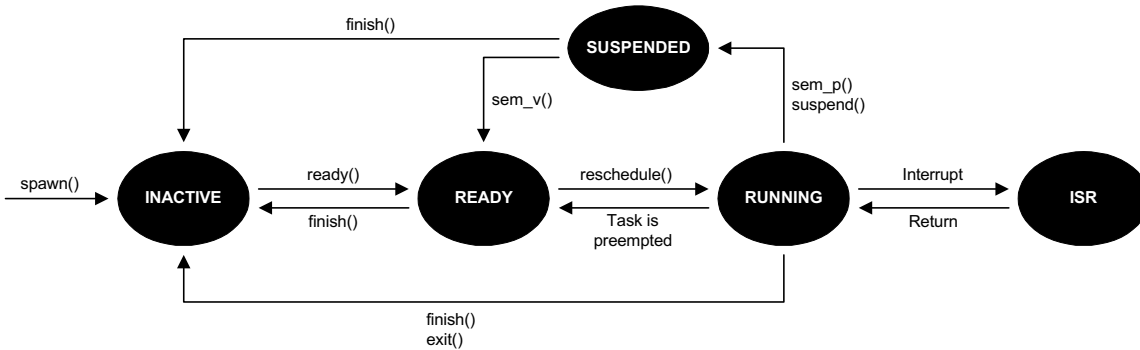 finish()
SUSPENDED
sem_v()
sem_p()
suspend()
spawn()
INACTIVE
ready()
finish()
READY
reschedule()
Task is
preempted
RUNNING
Interrupt
Return
ISR
finish()
exit()